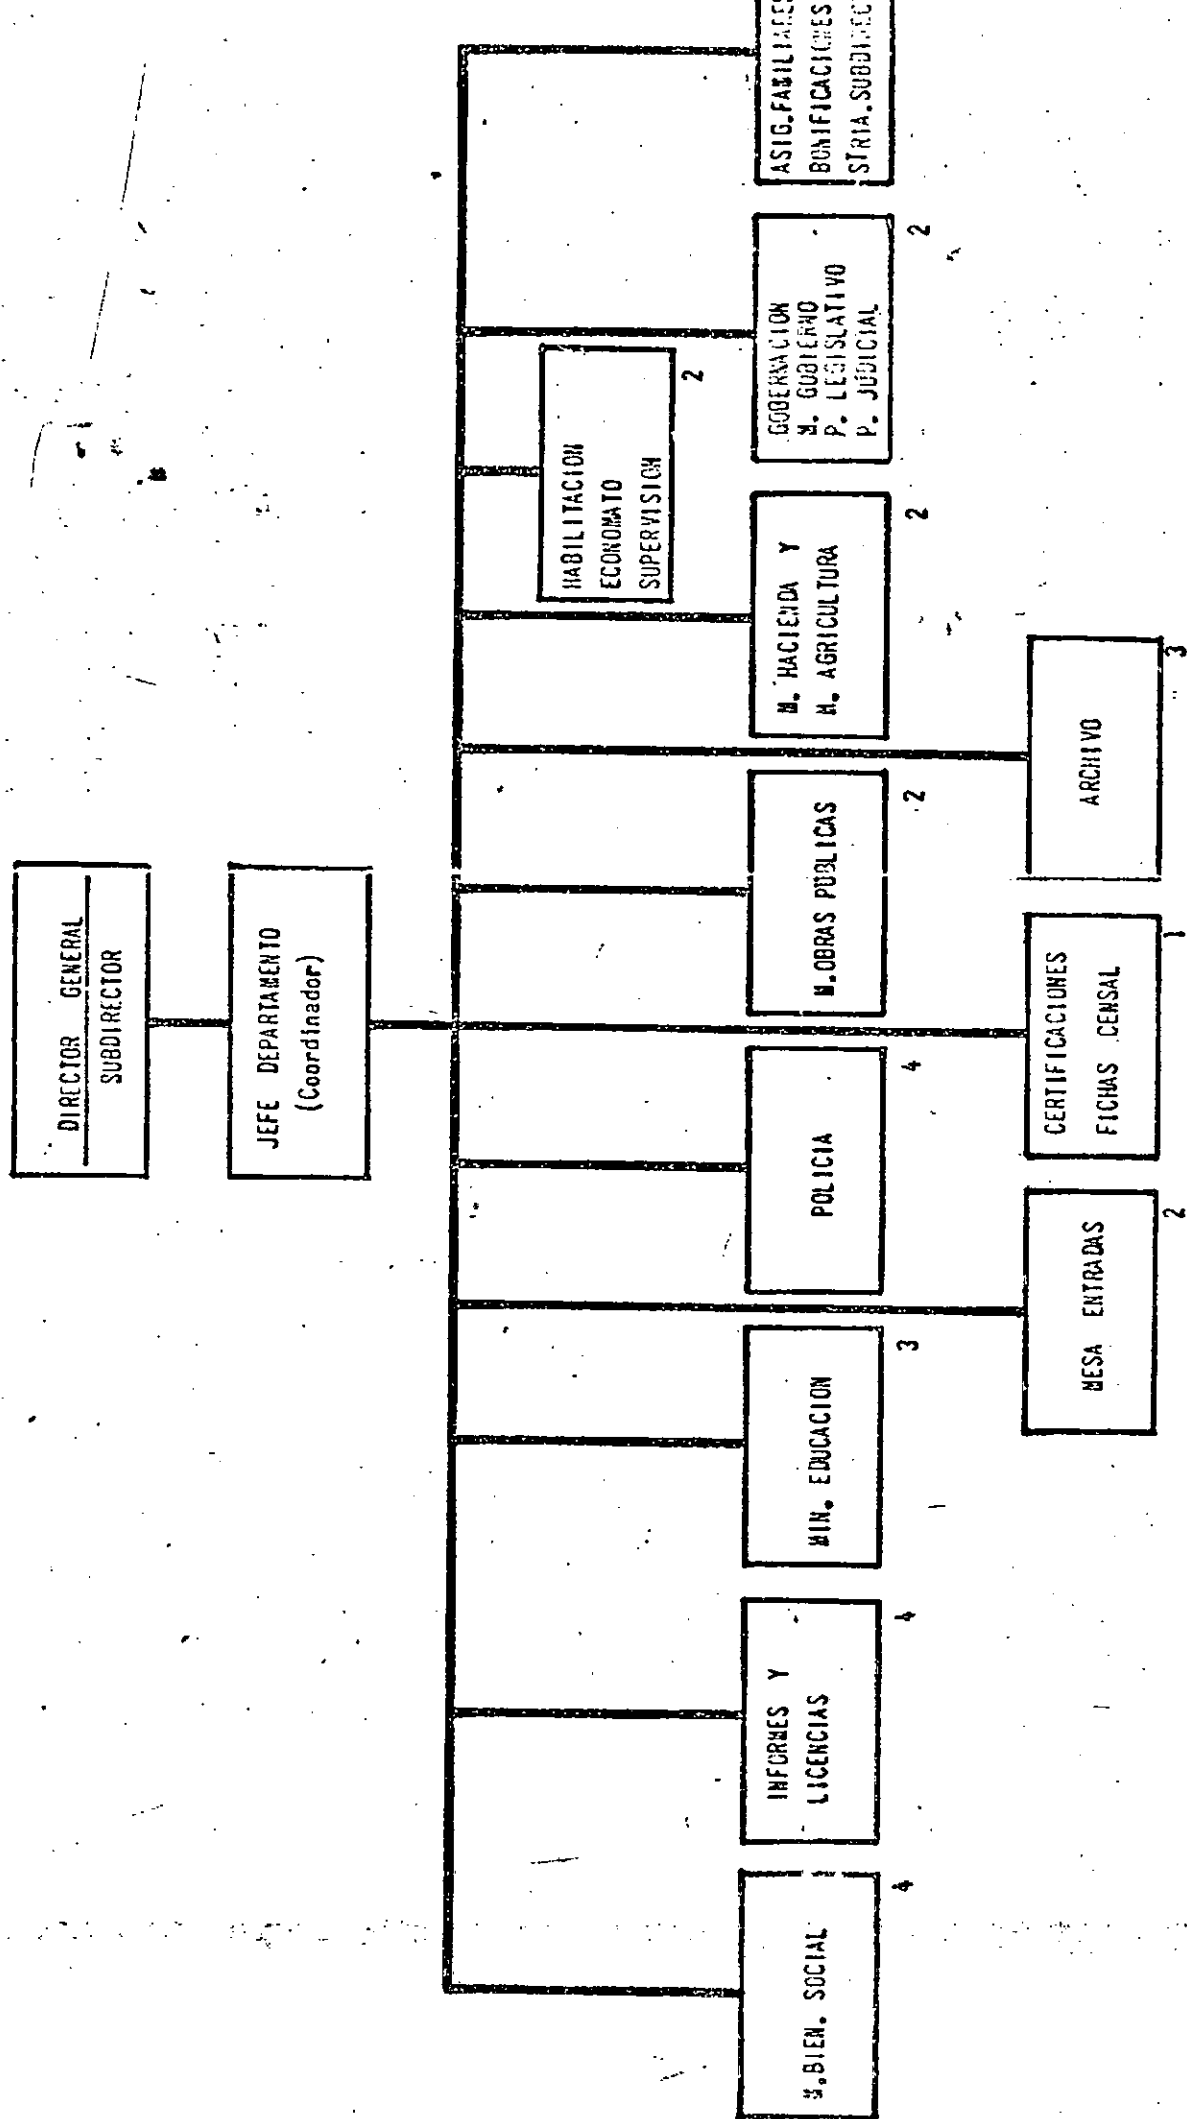 DIRECTOR GENERAL
SUBDIRECTOR
JEFE DEPARTAMENTO
(Coordinador)
HABILITACION
ECONOMATO
SUPERVISION
2
M.BIEN. SOCIAL
4
INFORMES Y
LICENCIAS
4
MIN. EDUCACION
3
POLICIA
4
M.OBRAS PUBLICAS
2
M. HACIENDA Y
M. AGRICULTURA
2
GOBERNACION
M. GOBIERNO
P. LEGISLATIVO
P. JUDICIAL
2
ASIG.FAMILIARES
BONIFICACIONES
STRIA.SUBDIREC
MESA ENTRADAS
2
CERTIFICACIONES
FICHAS CENSAL
1
ARCHIVO
3